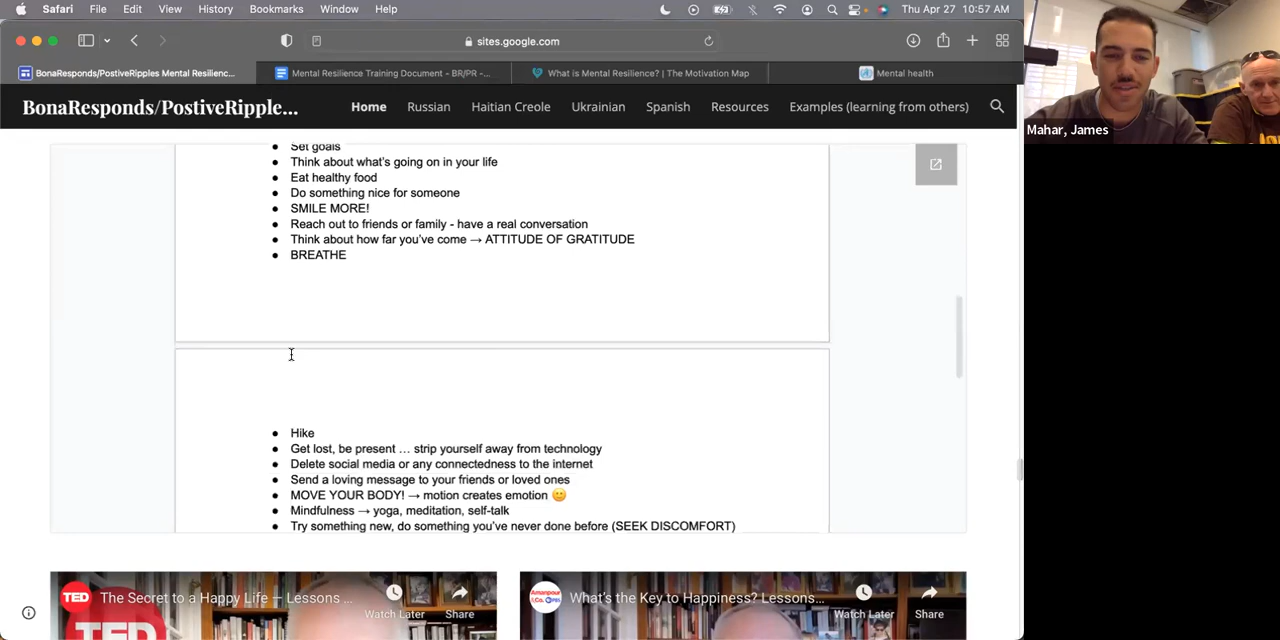 Safari File Edit View History Bookmarks Window Help Thu Apr 27 10:57 AM
sites.google.com
BonaResponds/PostiveRipples Mental Resilienc... Mental Resilience Training Document - BR/PR -... What is Mental Resilience? | The Motivation Map Mental health
BonaResponds/PostiveRipple... Home Russian Haitian Creole Ukrainian Spanish Resources Examples (learning from others)
Mahar, James
● Set goals
● Think about what's going on in your life
● Eat healthy food
● Do something nice for someone
● SMILE MORE!
● Reach out to friends or family - have a real conversation
● Think about how far you've come → ATTITUDE OF GRATITUDE
● BREATHE
● Hike
● Get lost, be present … strip yourself away from technology
● Delete social media or any connectedness to the internet
● Send a loving message to your friends or loved ones
● MOVE YOUR BODY! → motion creates emotion 🙂
● Mindfulness → yoga, meditation, self-talk
● Try something new, do something you've never done before (SEEK DISCOMFORT)
TED The Secret to a Happy Life — Lessons ... Watch Later Share
Amanpour &Co. PBS What's the Key to Happiness? Lessons... Watch Later Share
TED